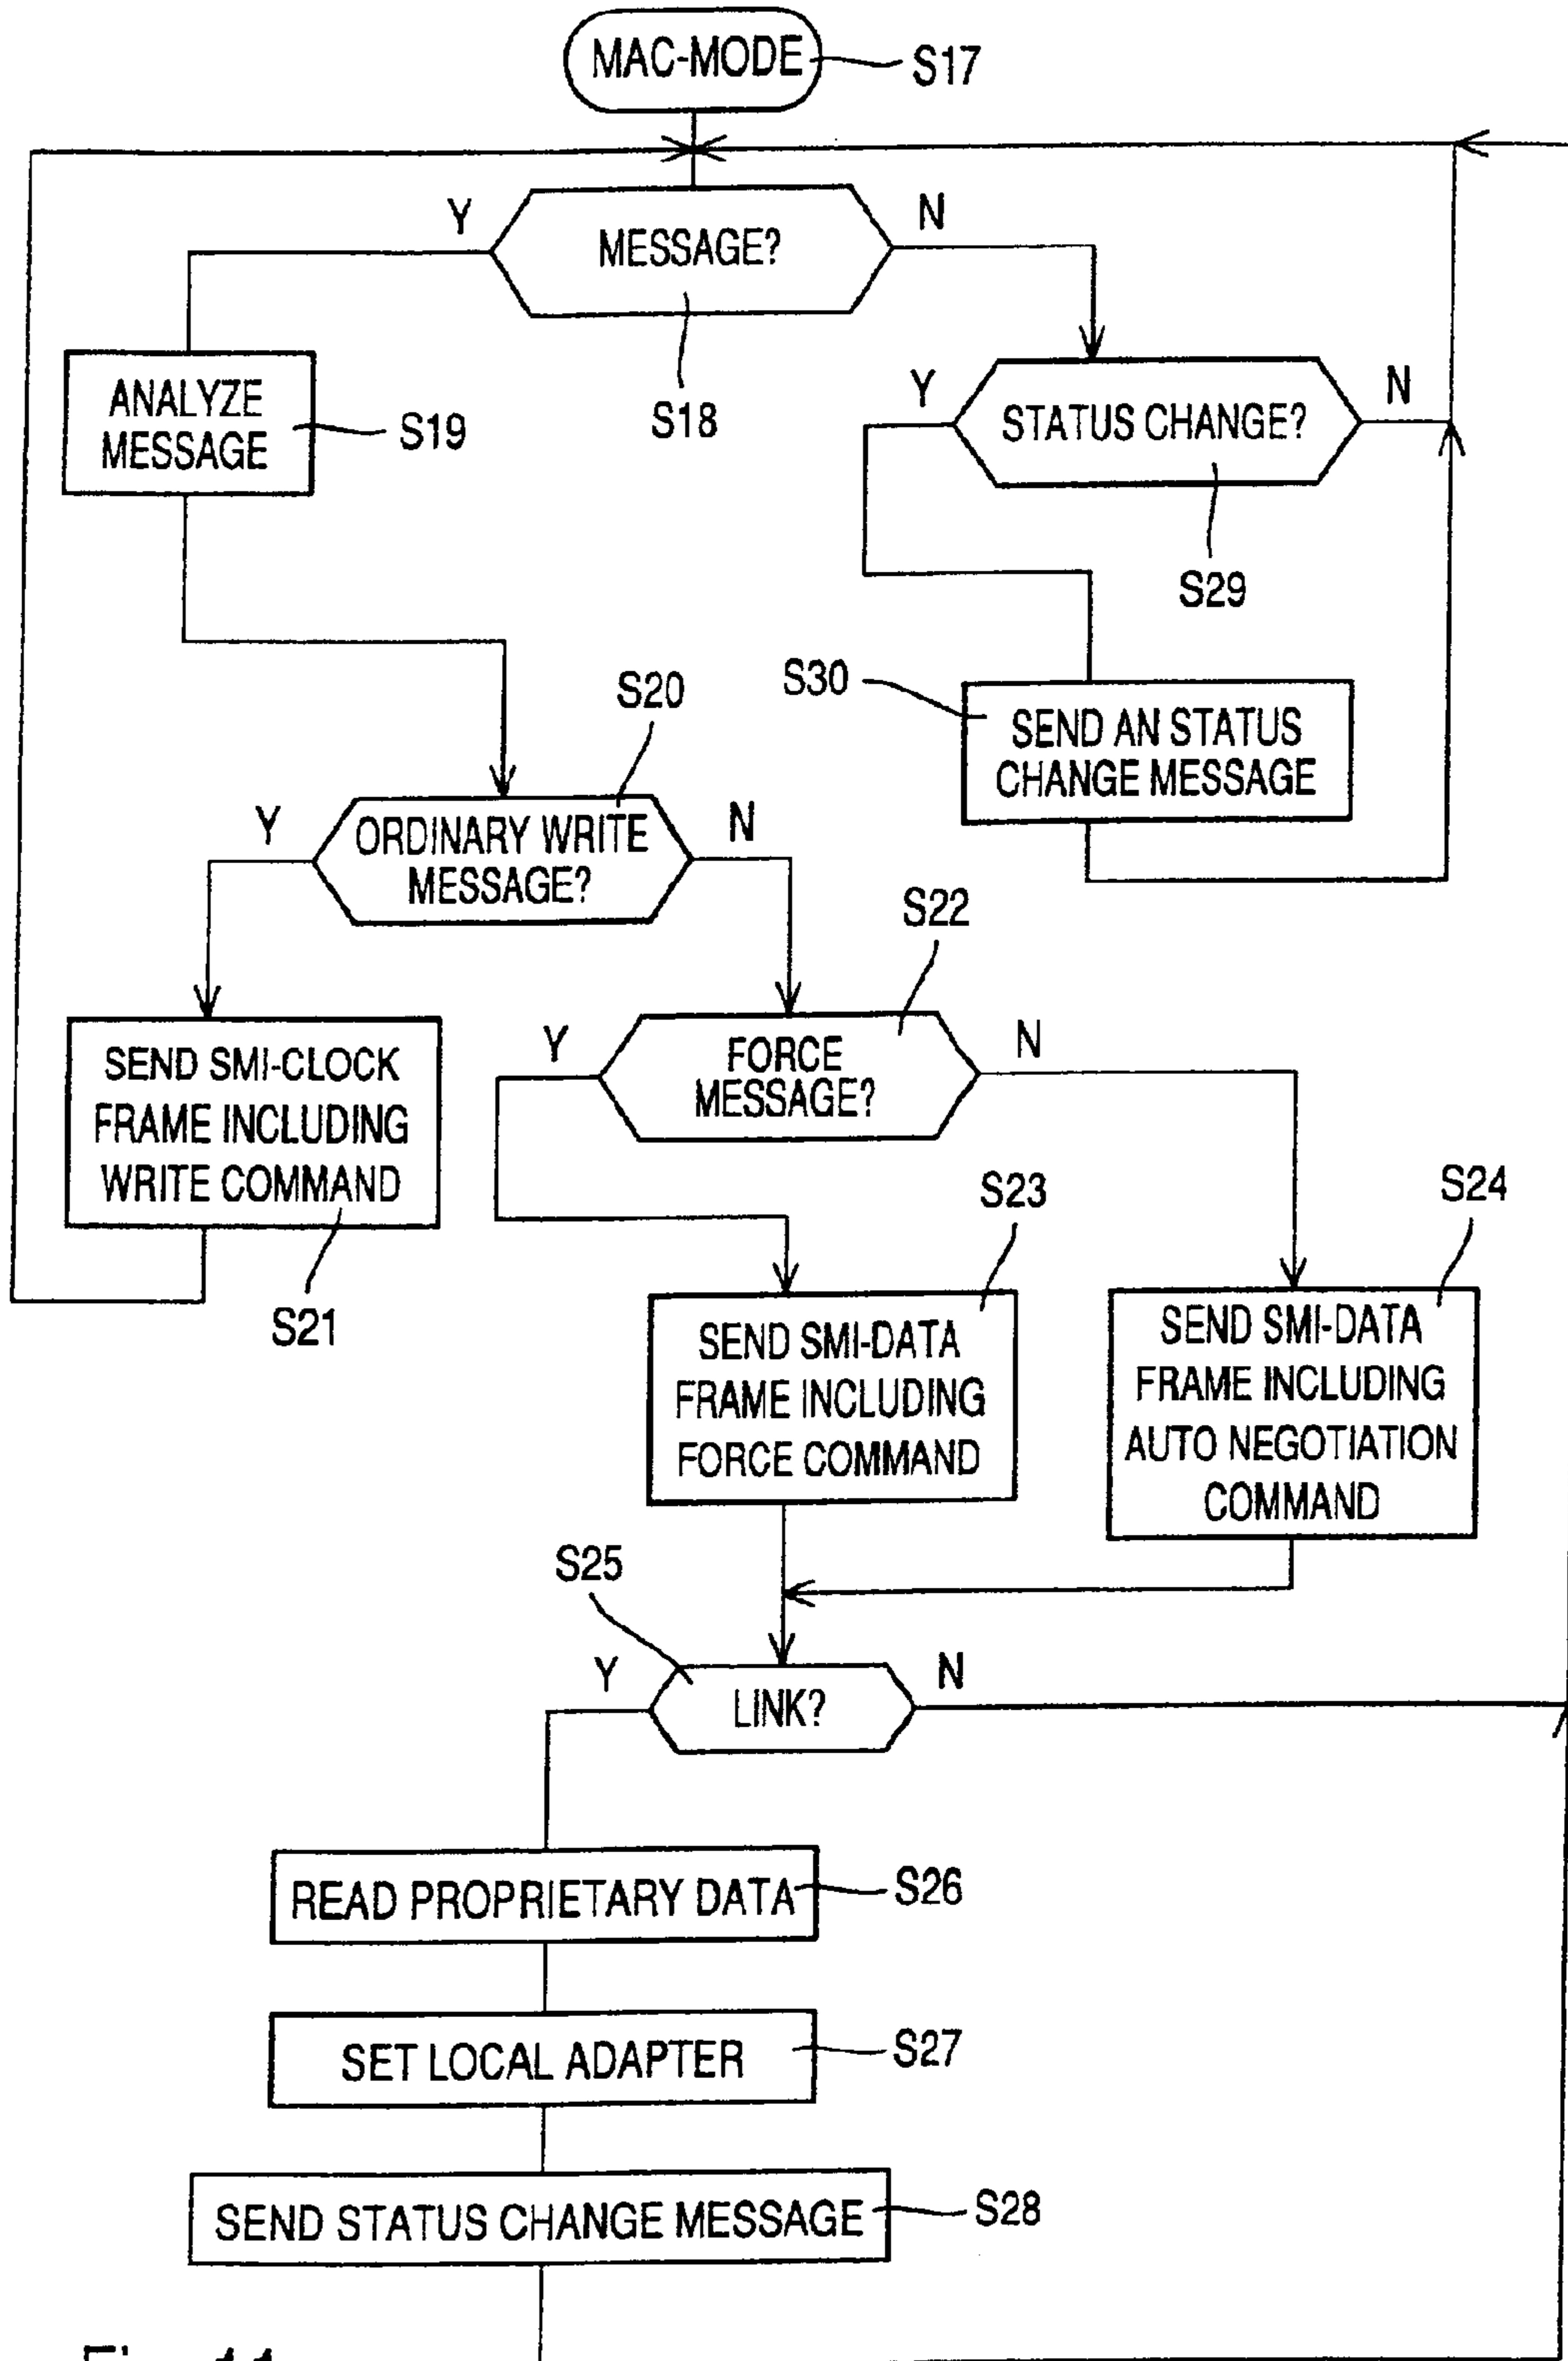 MAC-MODE
S17
Y
N
MESSAGE?
S18
ANALYZE
MESSAGE
S19
Y
N
STATUS CHANGE?
S29
S30
SEND AN STATUS
CHANGE MESSAGE
S20
Y
N
ORDINARY WRITE
MESSAGE?
S22
SEND SMI-CLOCK
FRAME INCLUDING
WRITE COMMAND
S21
Y
N
FORCE
MESSAGE?
S23
S24
SEND SMI-DATA
FRAME INCLUDING
FORCE COMMAND
SEND SMI-DATA
FRAME INCLUDING
AUTO NEGOTIATION
COMMAND
S25
Y
N
LINK?
READ PROPRIETARY DATA
S26
SET LOCAL ADAPTER
S27
SEND STATUS CHANGE MESSAGE
S28